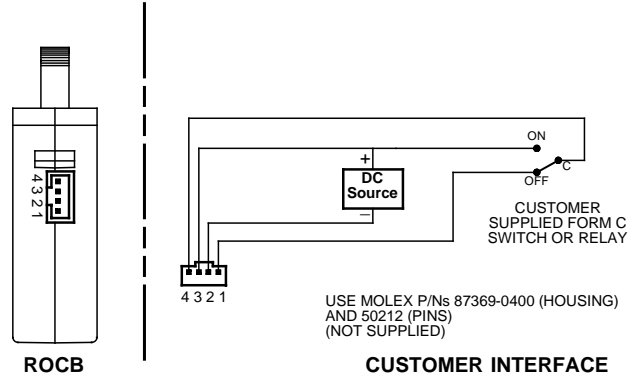 4 3 2 1
ROCB
ON
C
OFF
+
DC
Source
–
CUSTOMER
SUPPLIED FORM C
SWITCH OR RELAY
4 3 2 1
USE MOLEX P/Ns 87369-0400 (HOUSING)
AND 50212 (PINS)
(NOT SUPPLIED)
CUSTOMER INTERFACE